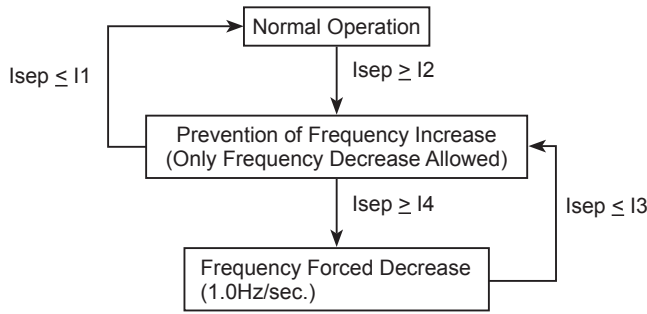 Normal Operation
Isep ≤ I1
Isep ≥ I2
Prevention of Frequency Increase
(Only Frequency Decrease Allowed)
Isep ≥ I4
Isep ≤ I3
Frequency Forced Decrease
(1.0Hz/sec.)